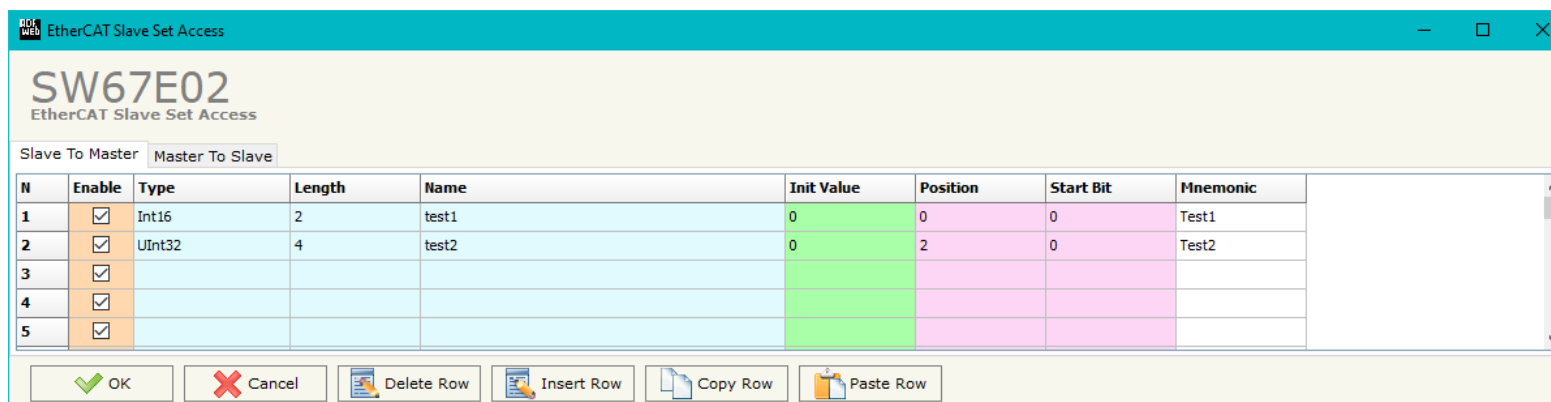 ADF WEB EtherCAT Slave Set Access
SW67E02
EtherCAT Slave Set Access
Slave To Master Master To Slave
N Enable Type Length Name Init Value Position Start Bit Mnemonic
1 Int16 2 test1 0 0 0 Test1
2 UInt32 4 test2 0 2 0 Test2
3
4
5
OK Cancel Delete Row Insert Row Copy Row Paste Row